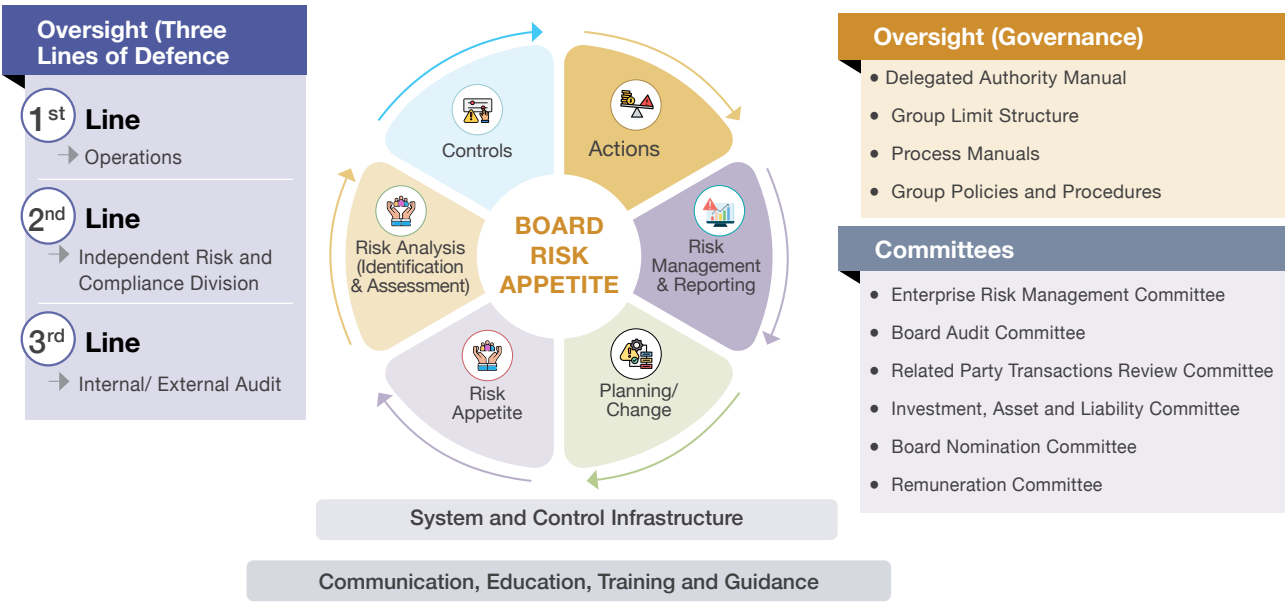 Oversight (Three
Lines of Defence
1st Line
Operations
2nd Line
Independent Risk and
Compliance Division
3rd Line
Internal/ External Audit
Controls
Actions
Risk Analysis
(Identification
& Assessment)
BOARD
RISK
APPETITE
Risk
Management
& Reporting
Risk
Appetite
Planning/
Change
System and Control Infrastructure
Communication, Education, Training and Guidance
Oversight (Governance)
• Delegated Authority Manual
• Group Limit Structure
• Process Manuals
• Group Policies and Procedures
Committees
• Enterprise Risk Management Committee
• Board Audit Committee
• Related Party Transactions Review Committee
• Investment, Asset and Liability Committee
• Board Nomination Committee
• Remuneration Committee